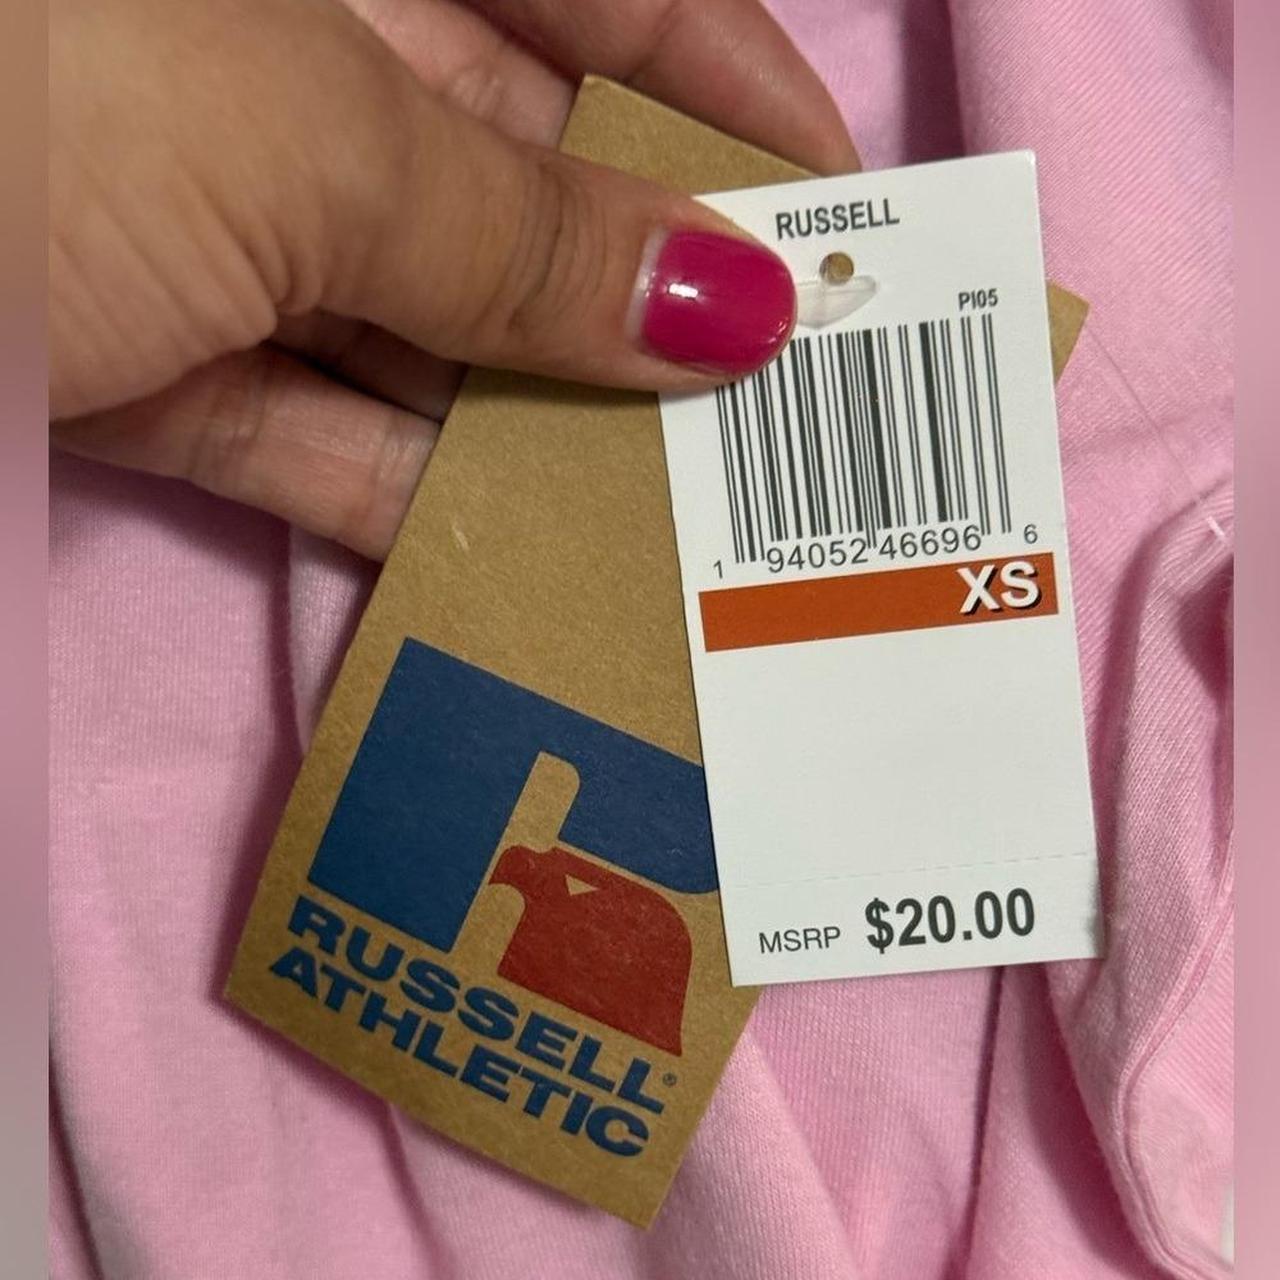 RUSSELL
PI05
1 94052 46696 6
XS
MSRP $20.00
RUSSELL®
ATHLETIC